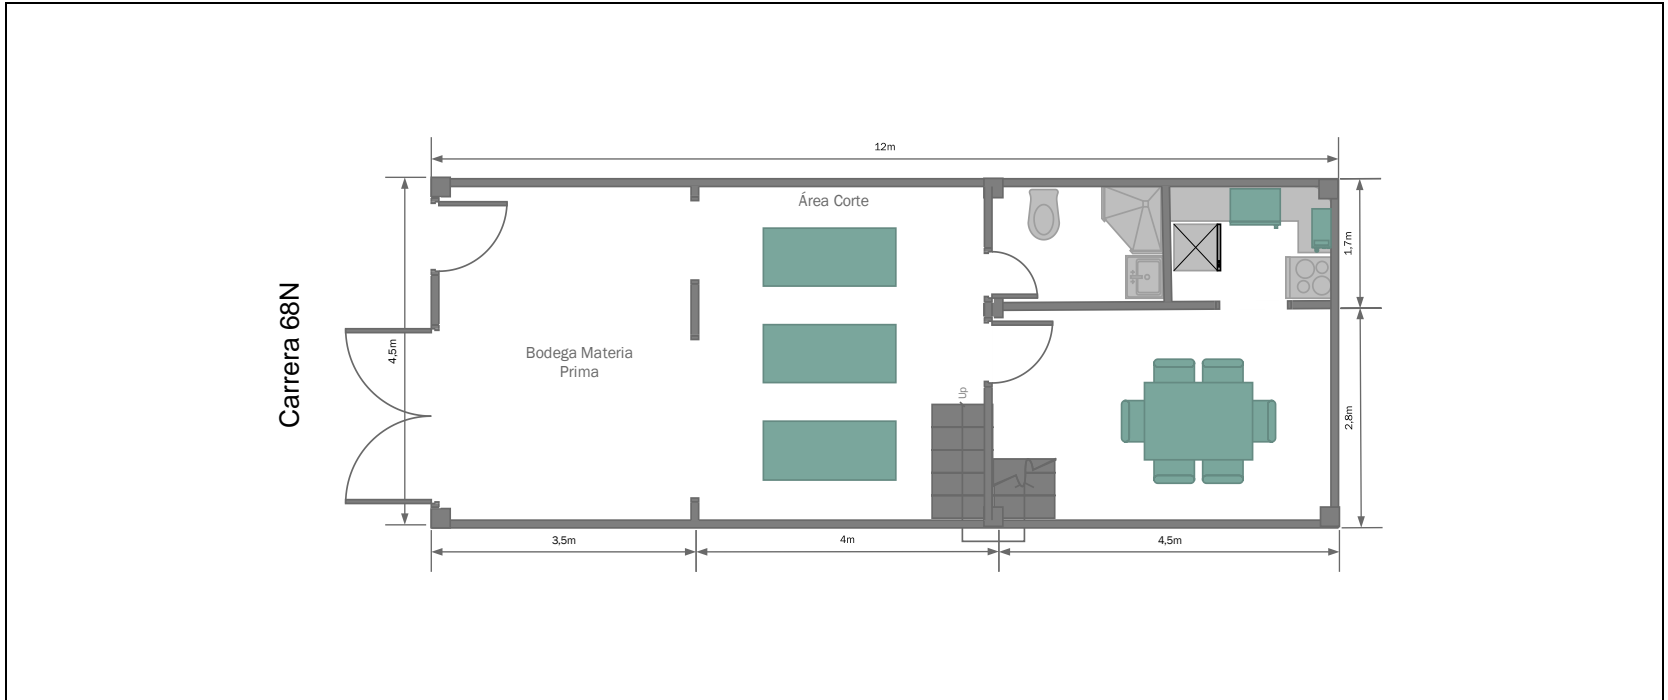 12m
Área Corte
1,7m
Carrera 68N
4,5m
Bodega Materia
Prima
Up
2,8m
3,5m
4m
4,5m